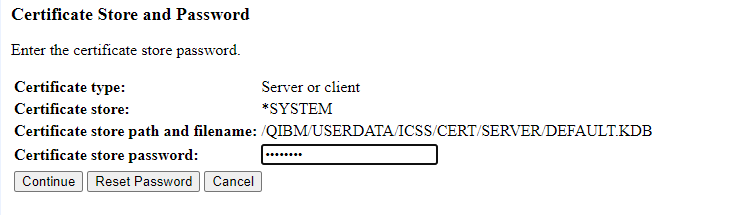 Certificate Store and Password
Enter the certificate store password.
Certificate type: Server or client
Certificate store: *SYSTEM
Certificate store path and filename: /QIBM/USERDATA/ICSS/CERT/SERVER/DEFAULT.KDB
Certificate store password: ••••••••
Continue Reset Password Cancel